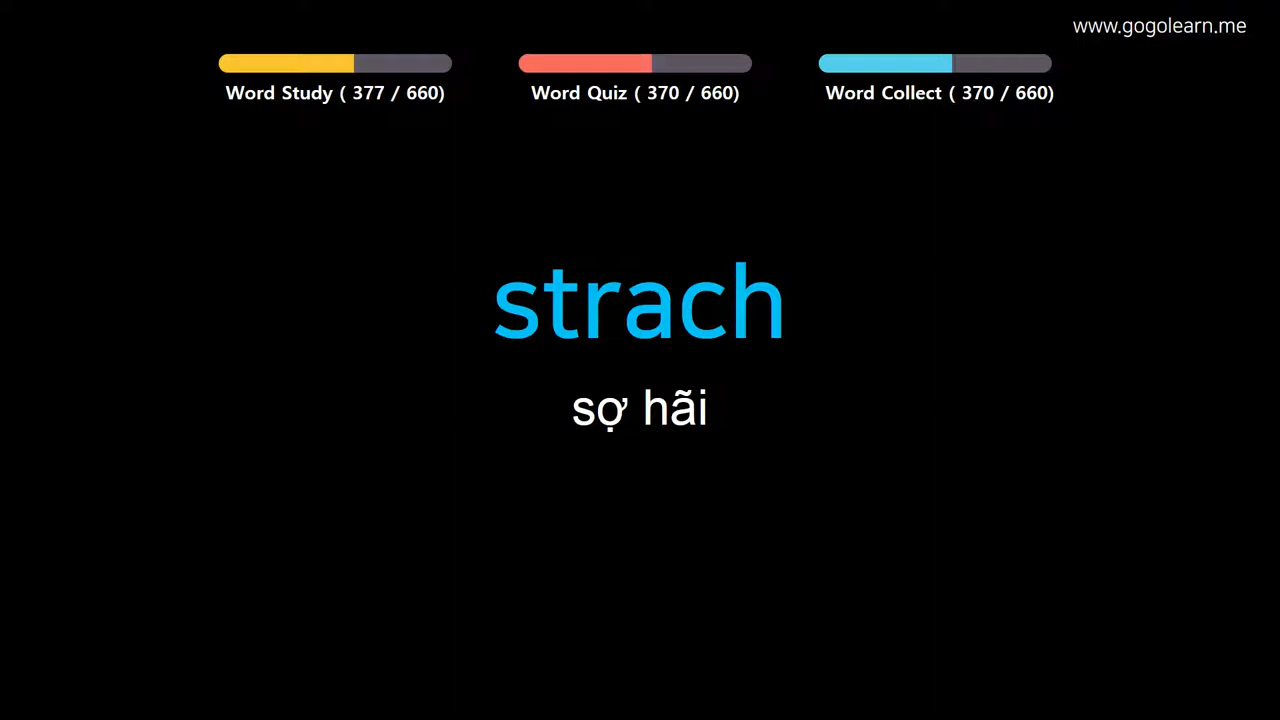 www.gogolearn.me
Word Study ( 377 / 660)
Word Quiz ( 370 / 660)
Word Collect ( 370 / 660)
strach
sợ hãi